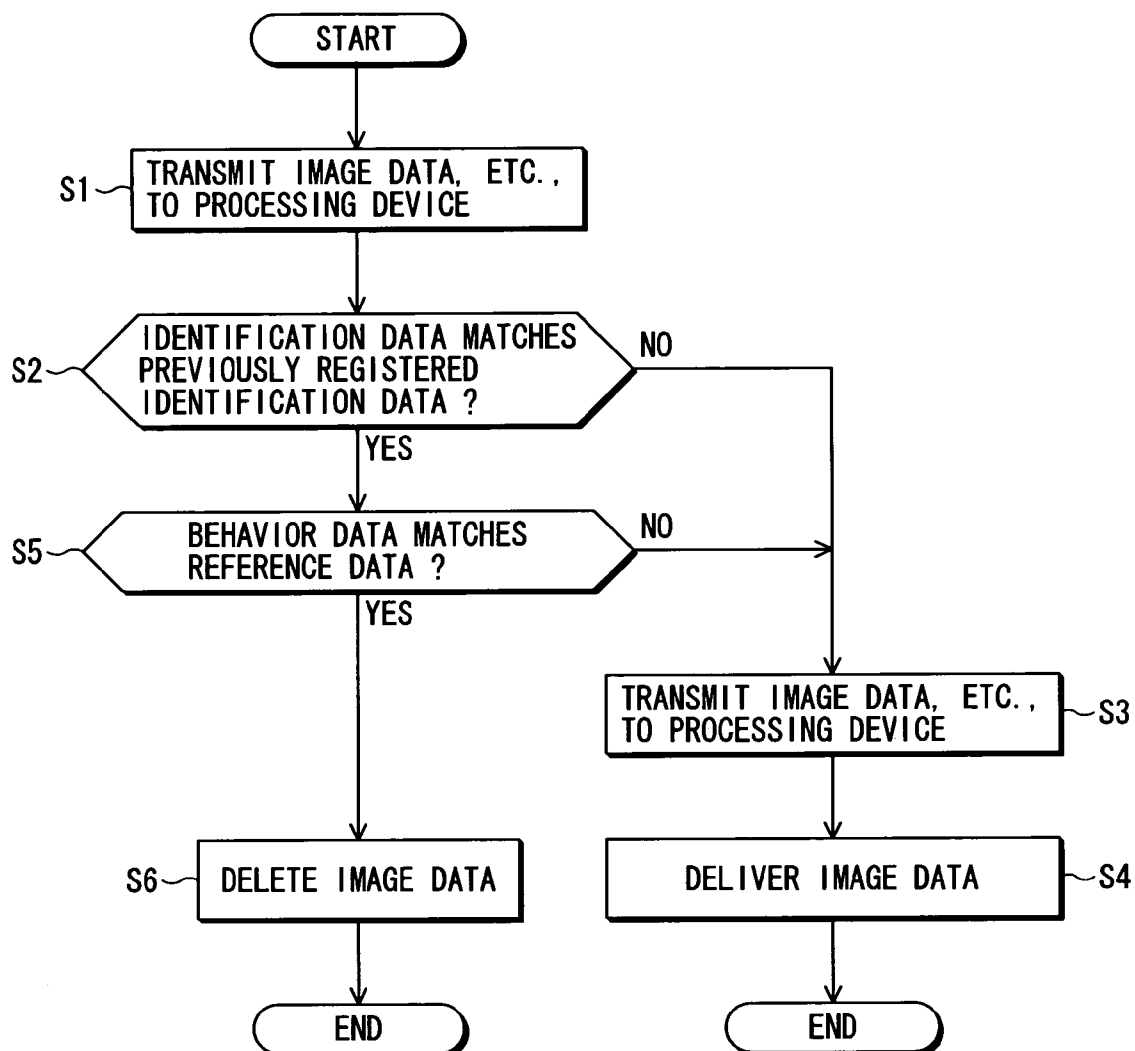 START
S1
TRANSMIT IMAGE DATA, ETC.,
TO PROCESSING DEVICE
S2
IDENTIFICATION DATA MATCHES
PREVIOUSLY REGISTERED
IDENTIFICATION DATA ?
NO
YES
S5
BEHAVIOR DATA MATCHES
REFERENCE DATA ?
NO
YES
TRANSMIT IMAGE DATA, ETC.,
TO PROCESSING DEVICE
S3
S6
DELETE IMAGE DATA
DELIVER IMAGE DATA
S4
END
END